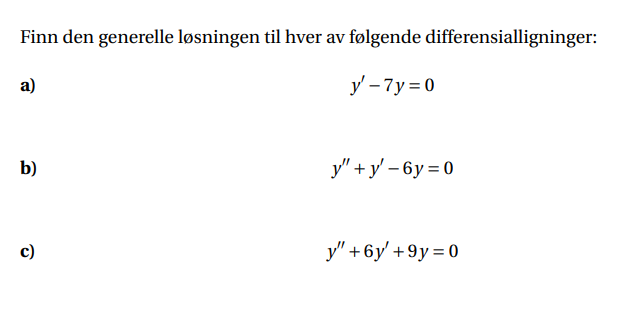 Finn den generelle løsningen til hver av følgende differensialligninger:
a) y′ − 7y = 0
b) y″ + y′ − 6y = 0
c) y″ + 6y′ + 9y = 0